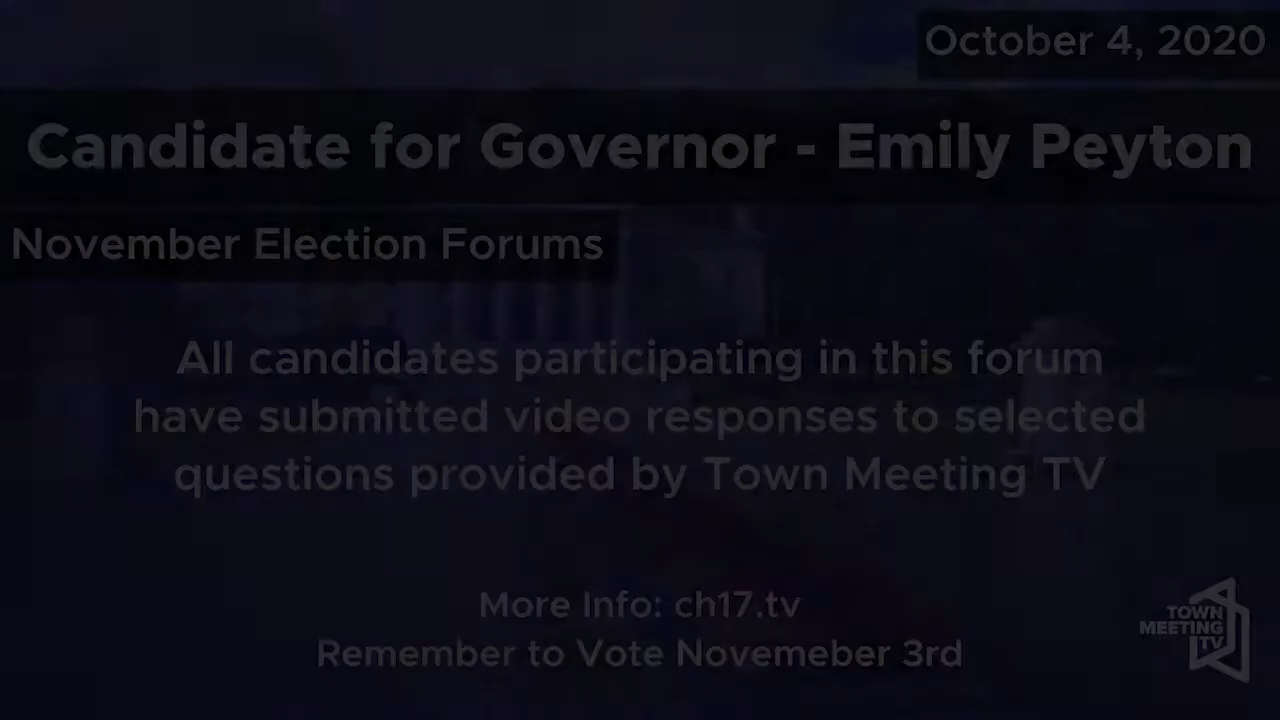 October 4, 2020
Candidate for Governor - Emily Peyton
November Election Forums
All candidates participating in this forum
have submitted video responses to selected
questions provided by Town Meeting TV
More Info: ch17.tv
Remember to Vote Novemeber 3rd
TOWN
MEETING
TV